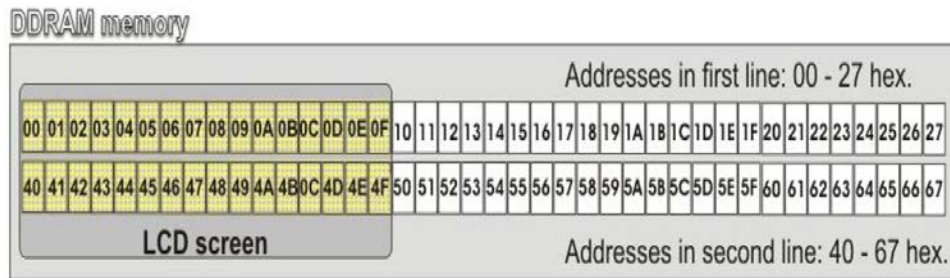 DDRAM memory
Addresses in first line: 00 - 27 hex.
00 01 02 03 04 05 06 07 08 09 0A 0B 0C 0D 0E 0F 10 11 12 13 14 15 16 17 18 19 1A 1B 1C 1D 1E 1F 20 21 22 23 24 25 26 27
40 41 42 43 44 45 46 47 48 49 4A 4B 0C 4D 4E 4F 50 51 52 53 54 55 56 57 58 59 5A 5B 5C 5D 5E 5F 60 61 62 63 64 65 66 67
LCD screen
Addresses in second line: 40 - 67 hex.